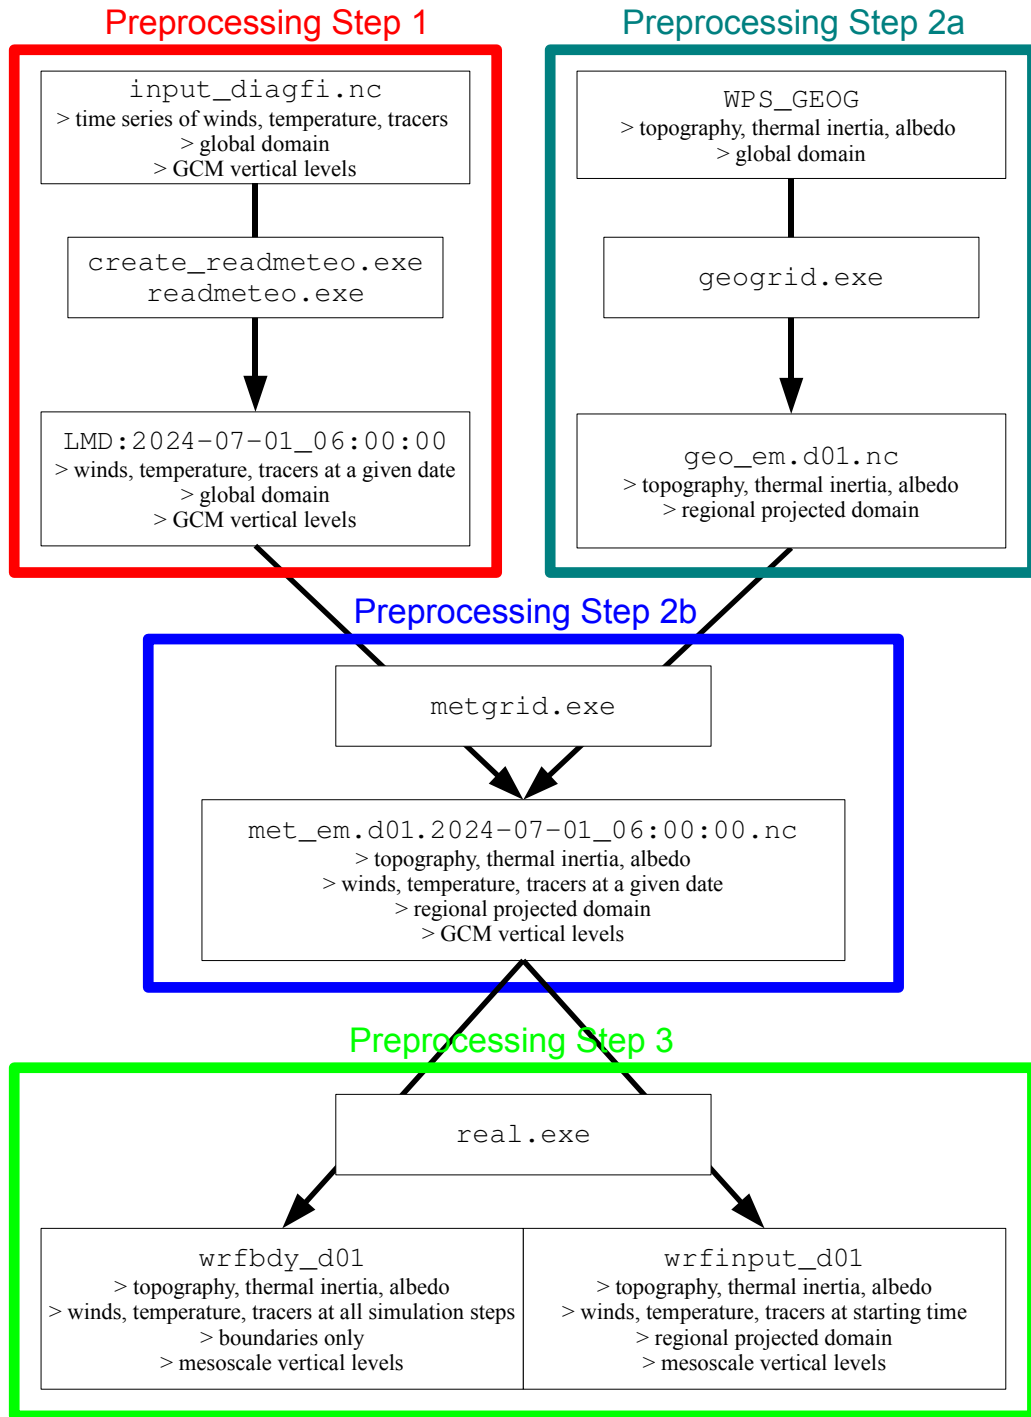 Preprocessing Step 1
input_diagfi.nc
> time series of winds, temperature, tracers
> global domain
> GCM vertical levels
create_readmeteo.exe
readmeteo.exe
LMD:2024-07-01_06:00:00
> winds, temperature, tracers at a given date
> global domain
> GCM vertical levels
Preprocessing Step 2a
WPS_GEOG
> topography, thermal inertia, albedo
> global domain
geogrid.exe
geo_em.d01.nc
> topography, thermal inertia, albedo
> regional projected domain
Preprocessing Step 2b
metgrid.exe
met_em.d01.2024-07-01_06:00:00.nc
> topography, thermal inertia, albedo
> winds, temperature, tracers at a given date
> regional projected domain
> GCM vertical levels
Preprocessing Step 3
real.exe
wrfbdy_d01
> topography, thermal inertia, albedo
> winds, temperature, tracers at all simulation steps
> boundaries only
> mesoscale vertical levels
wrfinput_d01
> topography, thermal inertia, albedo
> winds, temperature, tracers at starting time
> regional projected domain
> mesoscale vertical levels